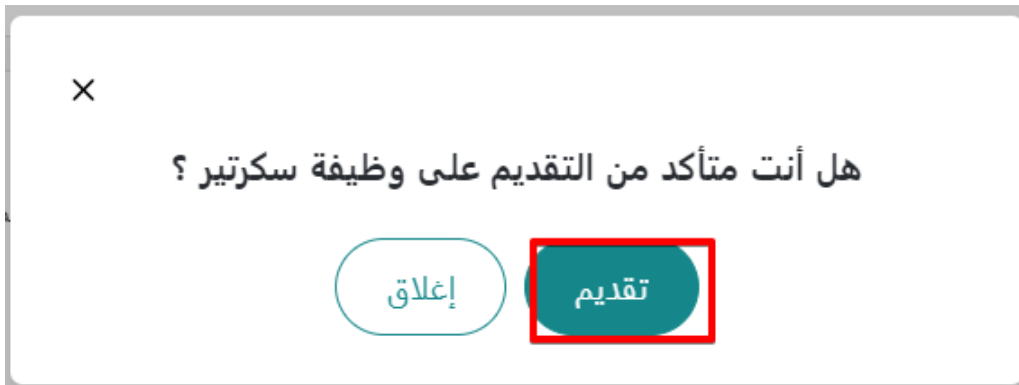 هل أنت متأكد من التقديم على وظيفة سكرتير ؟
تقديم إغلاق